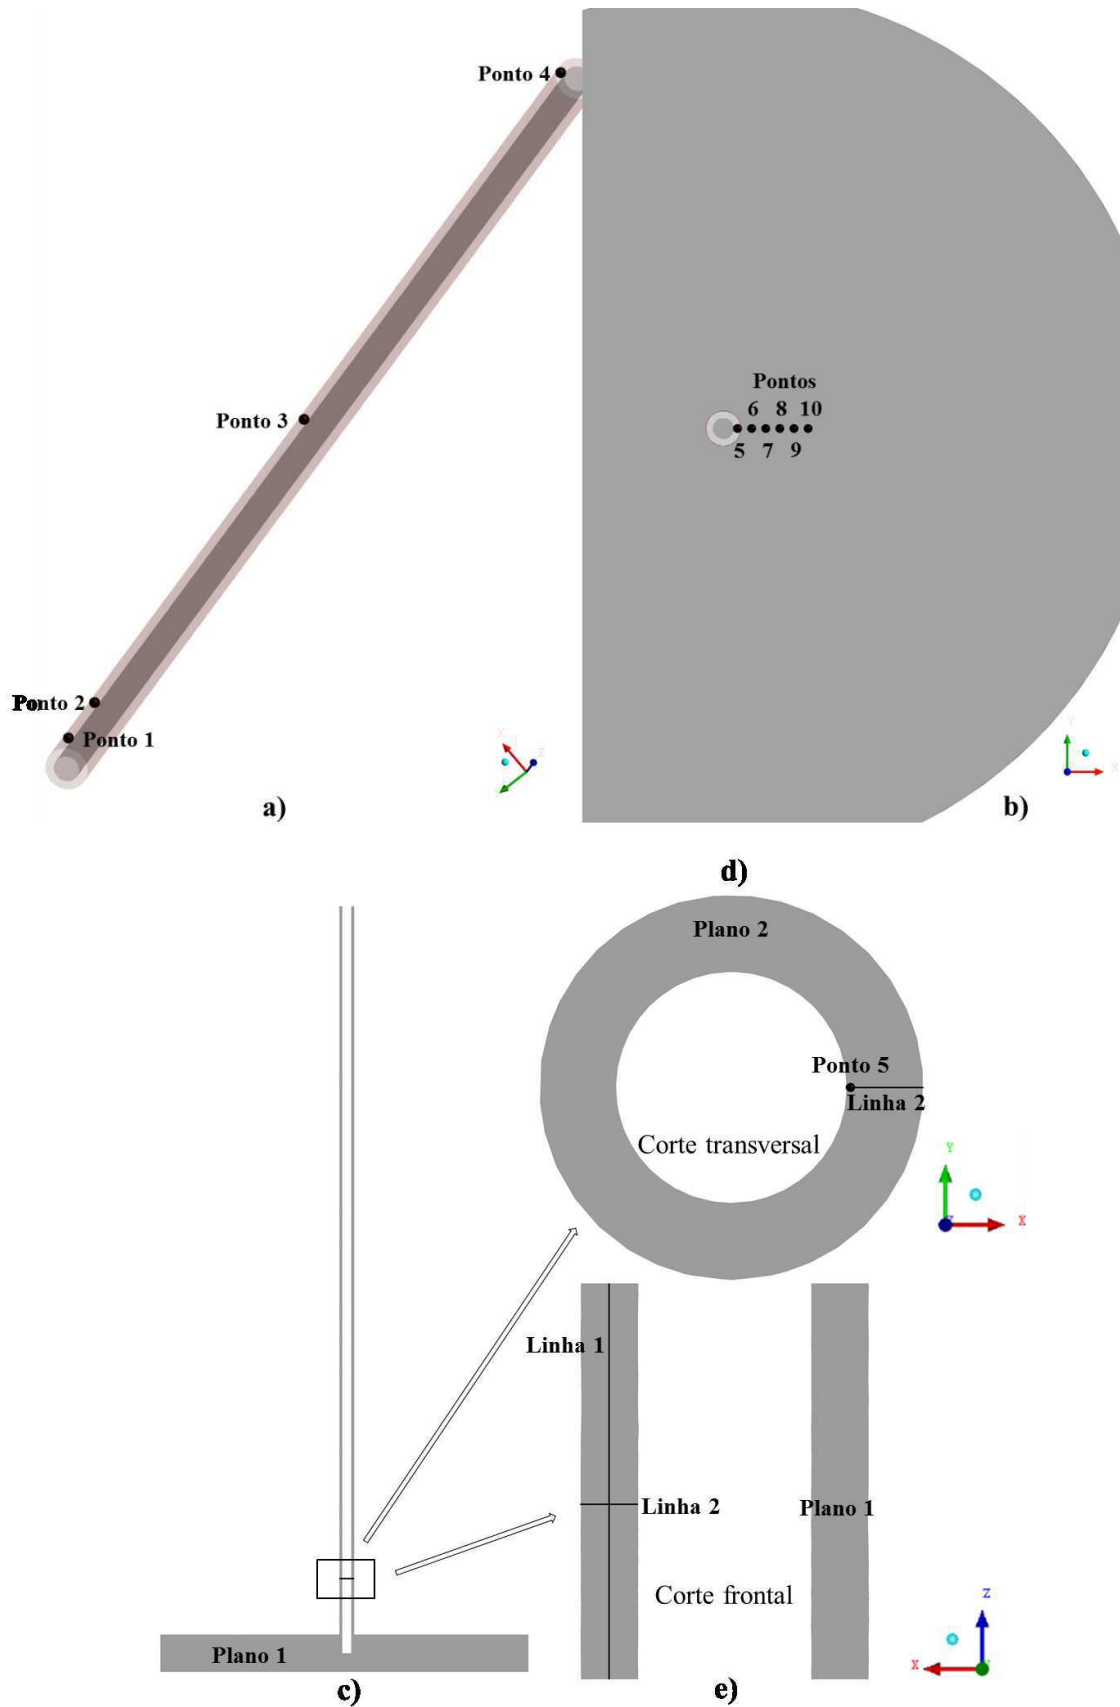 Ponto 4
Pontos
6 8 10
Ponto 3
5 7 9
Ponto 2
Ponto 1
X
Z
Y
X
a)
b)
d)
Plano 2
Ponto 5
Linha 2
Corte transversal
Y
X
Linha 1
Linha 2
Plano 1
Corte frontal
Z
X
Plano 1
c)
e)